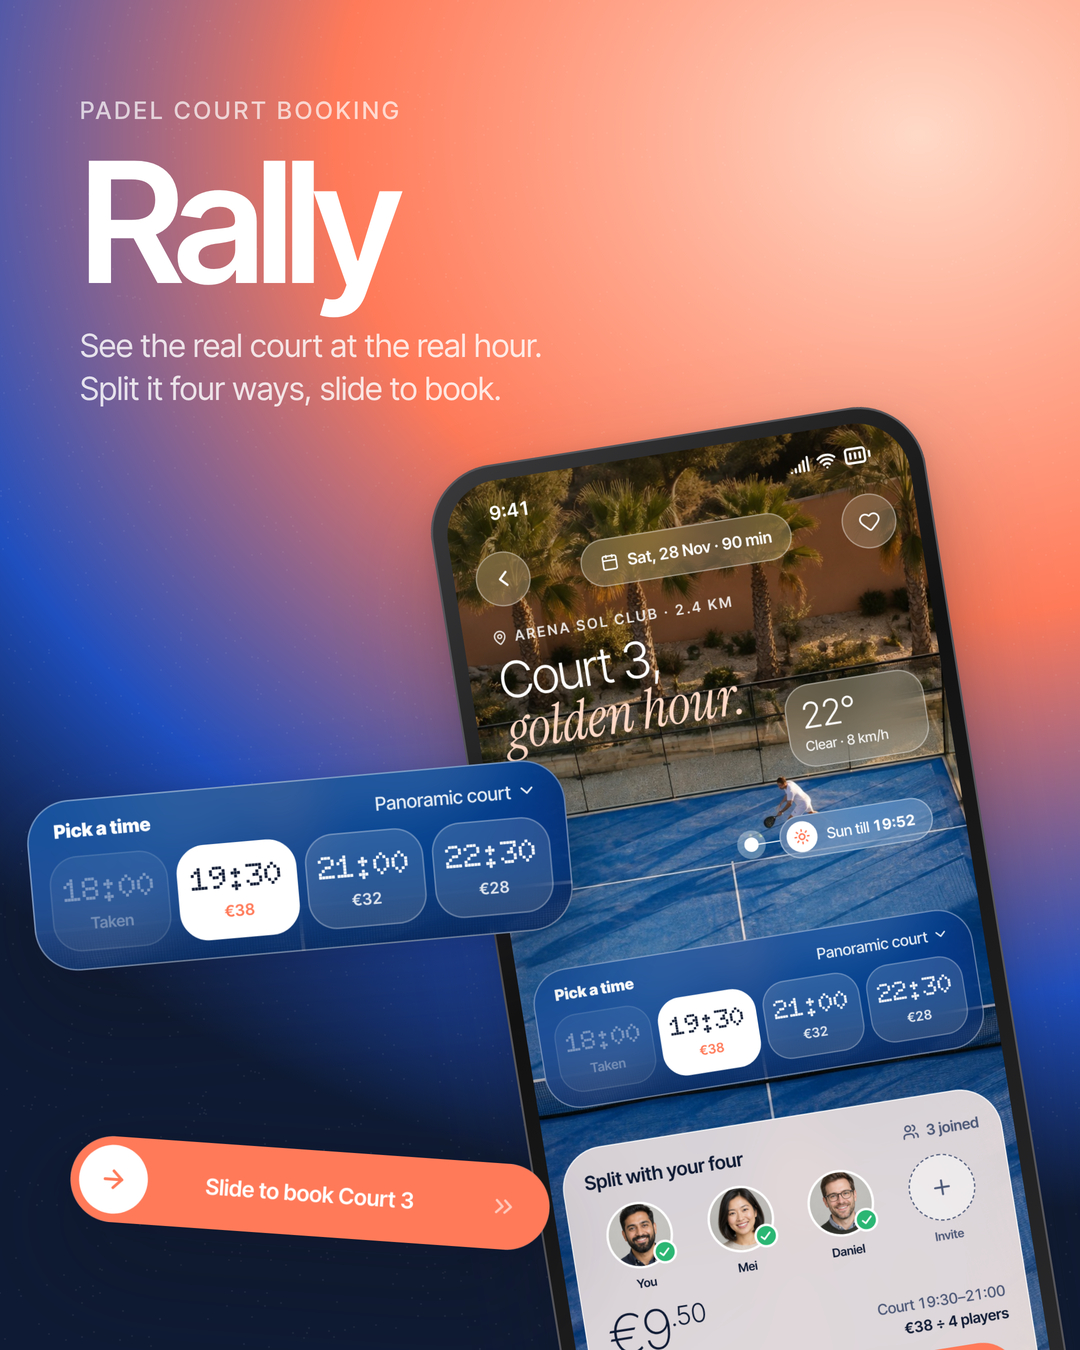 PADEL COURT BOOKING
Rally
See the real court at the real hour.
Split it four ways, slide to book.
9:41
Sat, 28 Nov · 90 min
ARENA SOL CLUB · 2.4 KM
Court 3,
golden hour.
22°
Clear · 8 km/h
Sun till 19:52
Pick a time
Panoramic court
18:00
Taken
19:30
€38
21:00
€32
22:30
€28
Pick a time
Panoramic court
18:00
Taken
19:30
€38
21:00
€32
22:30
€28
Slide to book Court 3
Split with your four
3 joined
You
Mei
Daniel
Invite
€9.50
Court 19:30–21:00
€38 ÷ 4 players